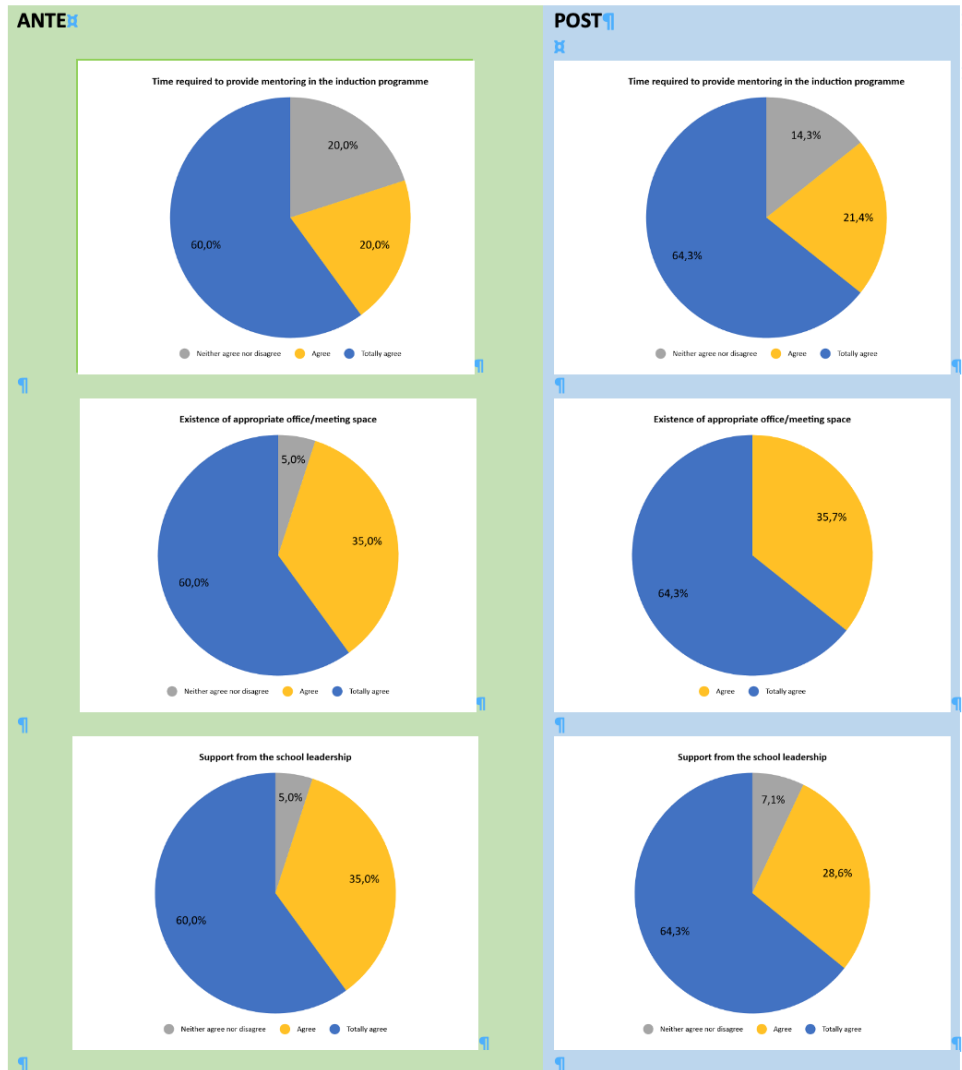 ANTE¤
Time required to provide mentoring in the induction programme
20,0%
20,0%
60,0%
Neither agree nor disagree Agree Totally agree
¶
¶
Existence of appropriate office/meeting space
5,0%
35,0%
60,0%
Neither agree nor disagree Agree Totally agree
¶
¶
Support from the school leadership
5,0%
35,0%
60,0%
Neither agree nor disagree Agree Totally agree
¶
¶
POST¶
¤
Time required to provide mentoring in the induction programme
14,3%
21,4%
64,3%
Neither agree nor disagree Agree Totally agree
¶
¶
Existence of appropriate office/meeting space
35,7%
64,3%
Agree Totally agree
¶
¶
Support from the school leadership
7,1%
28,6%
64,3%
Neither agree nor disagree Agree Totally agree
¶
¶